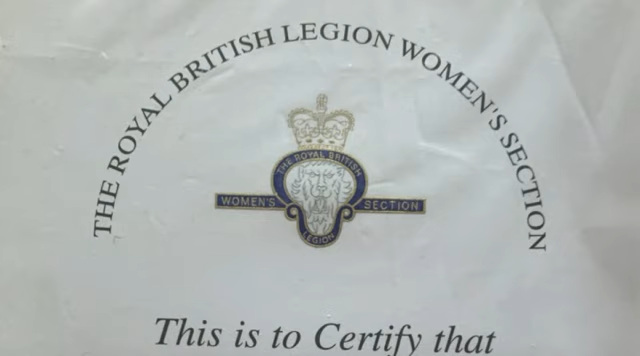 THE ROYAL BRITISH LEGION WOMEN'S SECTION
THE ROYAL BRITISH
WOMEN'S SECTION
LEGION
This is to Certify that